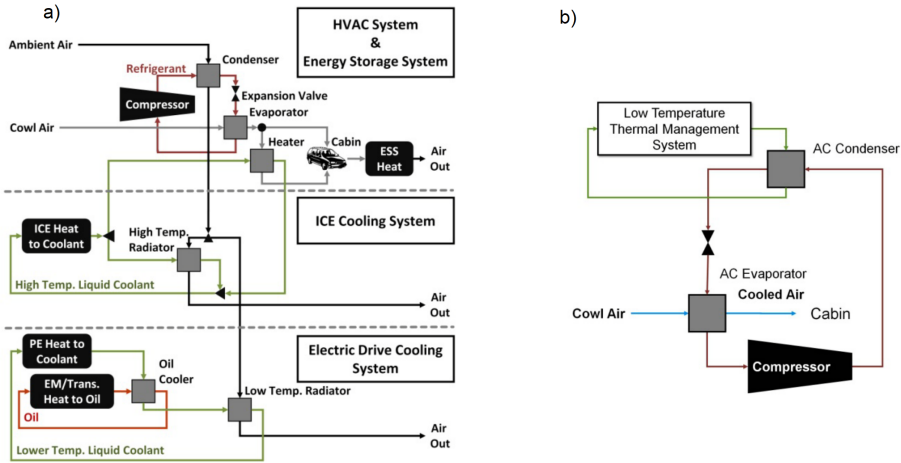 a)
HVAC System
&
Energy Storage System
Ambient Air
Condenser
Refrigerant
Compressor
Expansion Valve
Evaporator
Cowl Air
Heater
Cabin
ESS
Heat
Air
Out
ICE Cooling System
ICE Heat
to Coolant
High Temp.
Radiator
High Temp. Liquid Coolant
Air
Out
Electric Drive Cooling
System
PE Heat to
Coolant
Oil
Cooler
EM/Trans.
Heat to Oil
Oil
Low Temp. Radiator
Lower Temp. Liquid Coolant
Air
Out
b)
Low Temperature
Thermal Management
System
AC Condenser
AC Evaporator
Cowl Air
Cooled Air
Cabin
Compressor